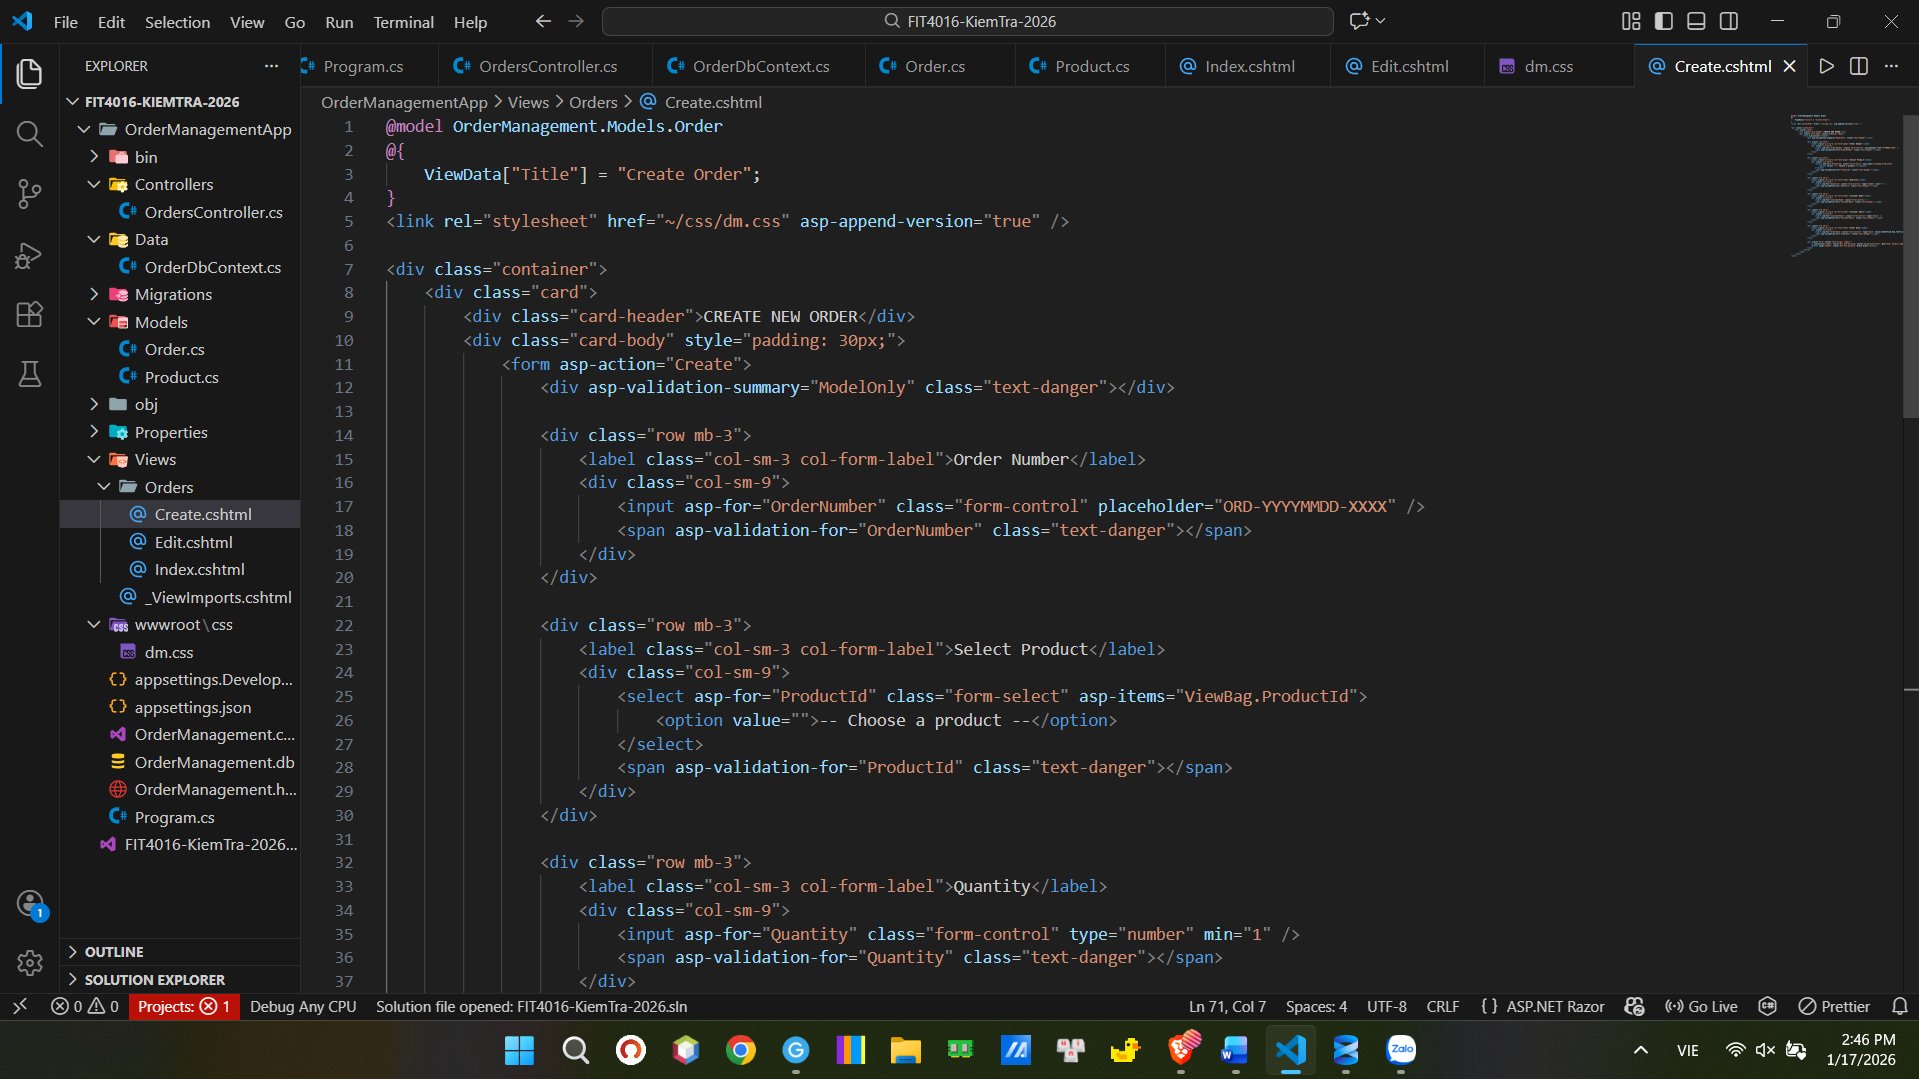 File Edit Selection View Go Run Terminal Help
FIT4016-KiemTra-2026
EXPLORER
Program.cs
OrdersController.cs
OrderDbContext.cs
Order.cs
Product.cs
Index.cshtml
Edit.cshtml
dm.css
Create.cshtml
FIT4016-KIEMTRA-2026
OrderManagementApp
bin
Controllers
OrdersController.cs
Data
OrderDbContext.cs
Migrations
Models
Order.cs
Product.cs
obj
Properties
Views
Orders
Create.cshtml
Edit.cshtml
Index.cshtml
_ViewImports.cshtml
wwwroot\css
dm.css
appsettings.Develop...
appsettings.json
OrderManagement.c...
OrderManagement.db
OrderManagement.h...
Program.cs
FIT4016-KiemTra-2026...
OUTLINE
SOLUTION EXPLORER
OrderManagementApp > Views > Orders > Create.cshtml
1 @model OrderManagement.Models.Order
2 @{
3 ViewData["Title"] = "Create Order";
4 }
5 <link rel="stylesheet" href="~/css/dm.css" asp-append-version="true" />
6
7 <div class="container">
8 <div class="card">
9 <div class="card-header">CREATE NEW ORDER</div>
10 <div class="card-body" style="padding: 30px;">
11 <form asp-action="Create">
12 <div asp-validation-summary="ModelOnly" class="text-danger"></div>
13
14 <div class="row mb-3">
15 <label class="col-sm-3 col-form-label">Order Number</label>
16 <div class="col-sm-9">
17 <input asp-for="OrderNumber" class="form-control" placeholder="ORD-YYYYMMDD-XXXX" />
18 <span asp-validation-for="OrderNumber" class="text-danger"></span>
19 </div>
20 </div>
21
22 <div class="row mb-3">
23 <label class="col-sm-3 col-form-label">Select Product</label>
24 <div class="col-sm-9">
25 <select asp-for="ProductId" class="form-select" asp-items="ViewBag.ProductId">
26 <option value="">-- Choose a product --</option>
27 </select>
28 <span asp-validation-for="ProductId" class="text-danger"></span>
29 </div>
30 </div>
31
32 <div class="row mb-3">
33 <label class="col-sm-3 col-form-label">Quantity</label>
34 <div class="col-sm-9">
35 <input asp-for="Quantity" class="form-control" type="number" min="1" />
36 <span asp-validation-for="Quantity" class="text-danger"></span>
37 </div>
0 0 Projects: 1 Debug Any CPU Solution file opened: FIT4016-KiemTra-2026.sln
Ln 71, Col 7 Spaces: 4 UTF-8 CRLF { } ASP.NET Razor Go Live Prettier
1
Zalo
VIE
2:46 PM
1/17/2026